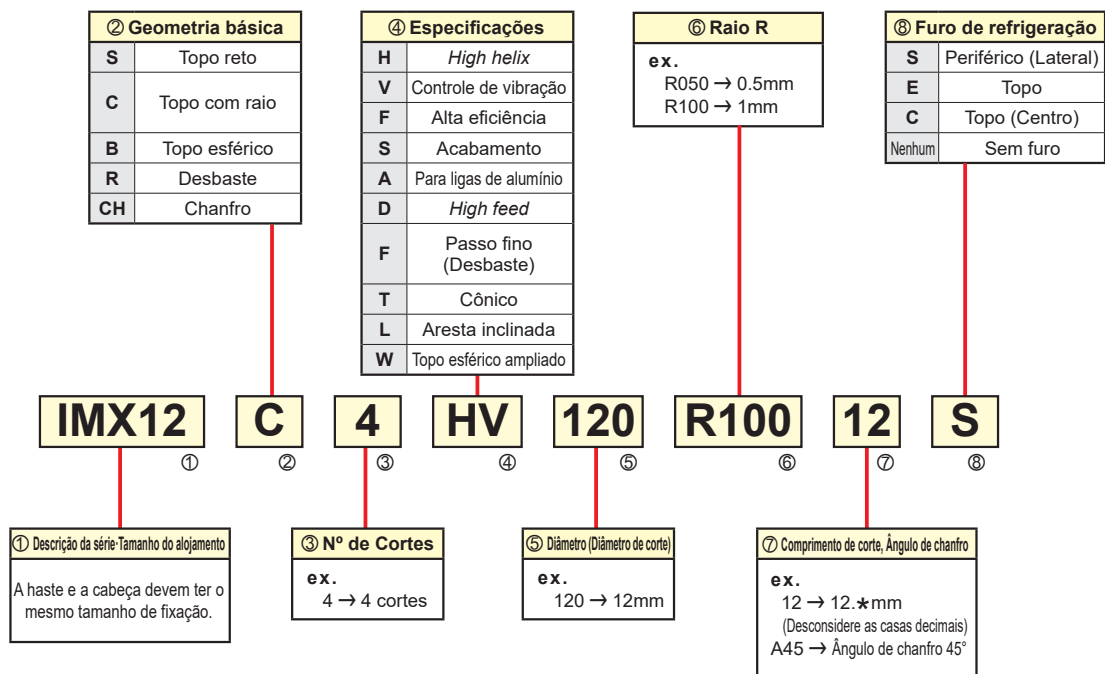 ② Geometria básica
S Topo reto
C Topo com raio
B Topo esférico
R Desbaste
CH Chanfro
④ Especificações
H High helix
V Controle de vibração
F Alta eficiência
S Acabamento
A Para ligas de alumínio
D High feed
F Passo fino
(Desbaste)
T Cônico
L Aresta inclinada
W Topo esférico ampliado
⑥ Raio R
ex.
R050 → 0.5mm
R100 → 1mm
⑧ Furo de refrigeração
S Periférico (Lateral)
E Topo
C Topo (Centro)
Nenhum Sem furo
IMX12 C 4 HV 120 R100 12 S
① ② ③ ④ ⑤ ⑥ ⑦ ⑧
① Descrição da série·Tamanho do alojamento
A haste e a cabeça devem ter o
mesmo tamanho de fixação.
③ Nº de Cortes
ex.
4 → 4 cortes
⑤ Diâmetro (Diâmetro de corte)
ex.
120 → 12mm
⑦ Comprimento de corte, Ângulo de chanfro
ex.
12 → 12.*mm
(Desconsidere as casas decimais)
A45 → Ângulo de chanfro 45°